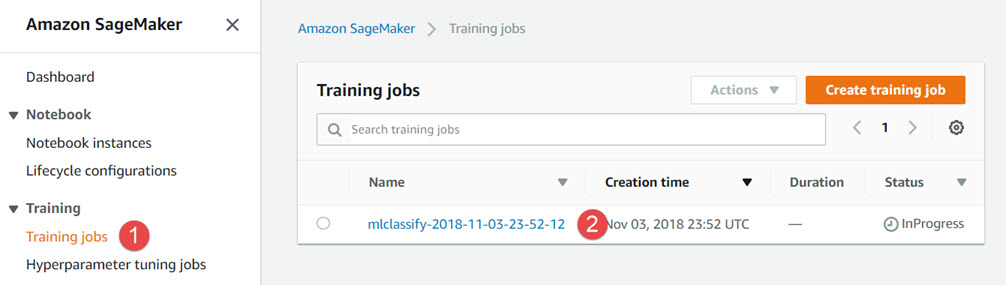 Amazon SageMaker
Dashboard
Notebook
Notebook instances
Lifecycle configurations
Training
Training jobs 1
Hyperparameter tuning jobs
Amazon SageMaker Training jobs
Training jobs Actions Create training job
Search training jobs 1
Name Creation time Duration Status
mlclassify-2018-11-03-23-52-12 2 Nov 03, 2018 23:52 UTC — InProgress